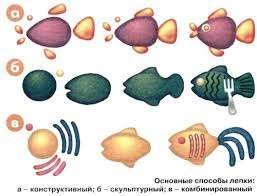 а
б
в
Основные способы лепки:
а – конструктивный; б – скульптурный; в – комбинированный